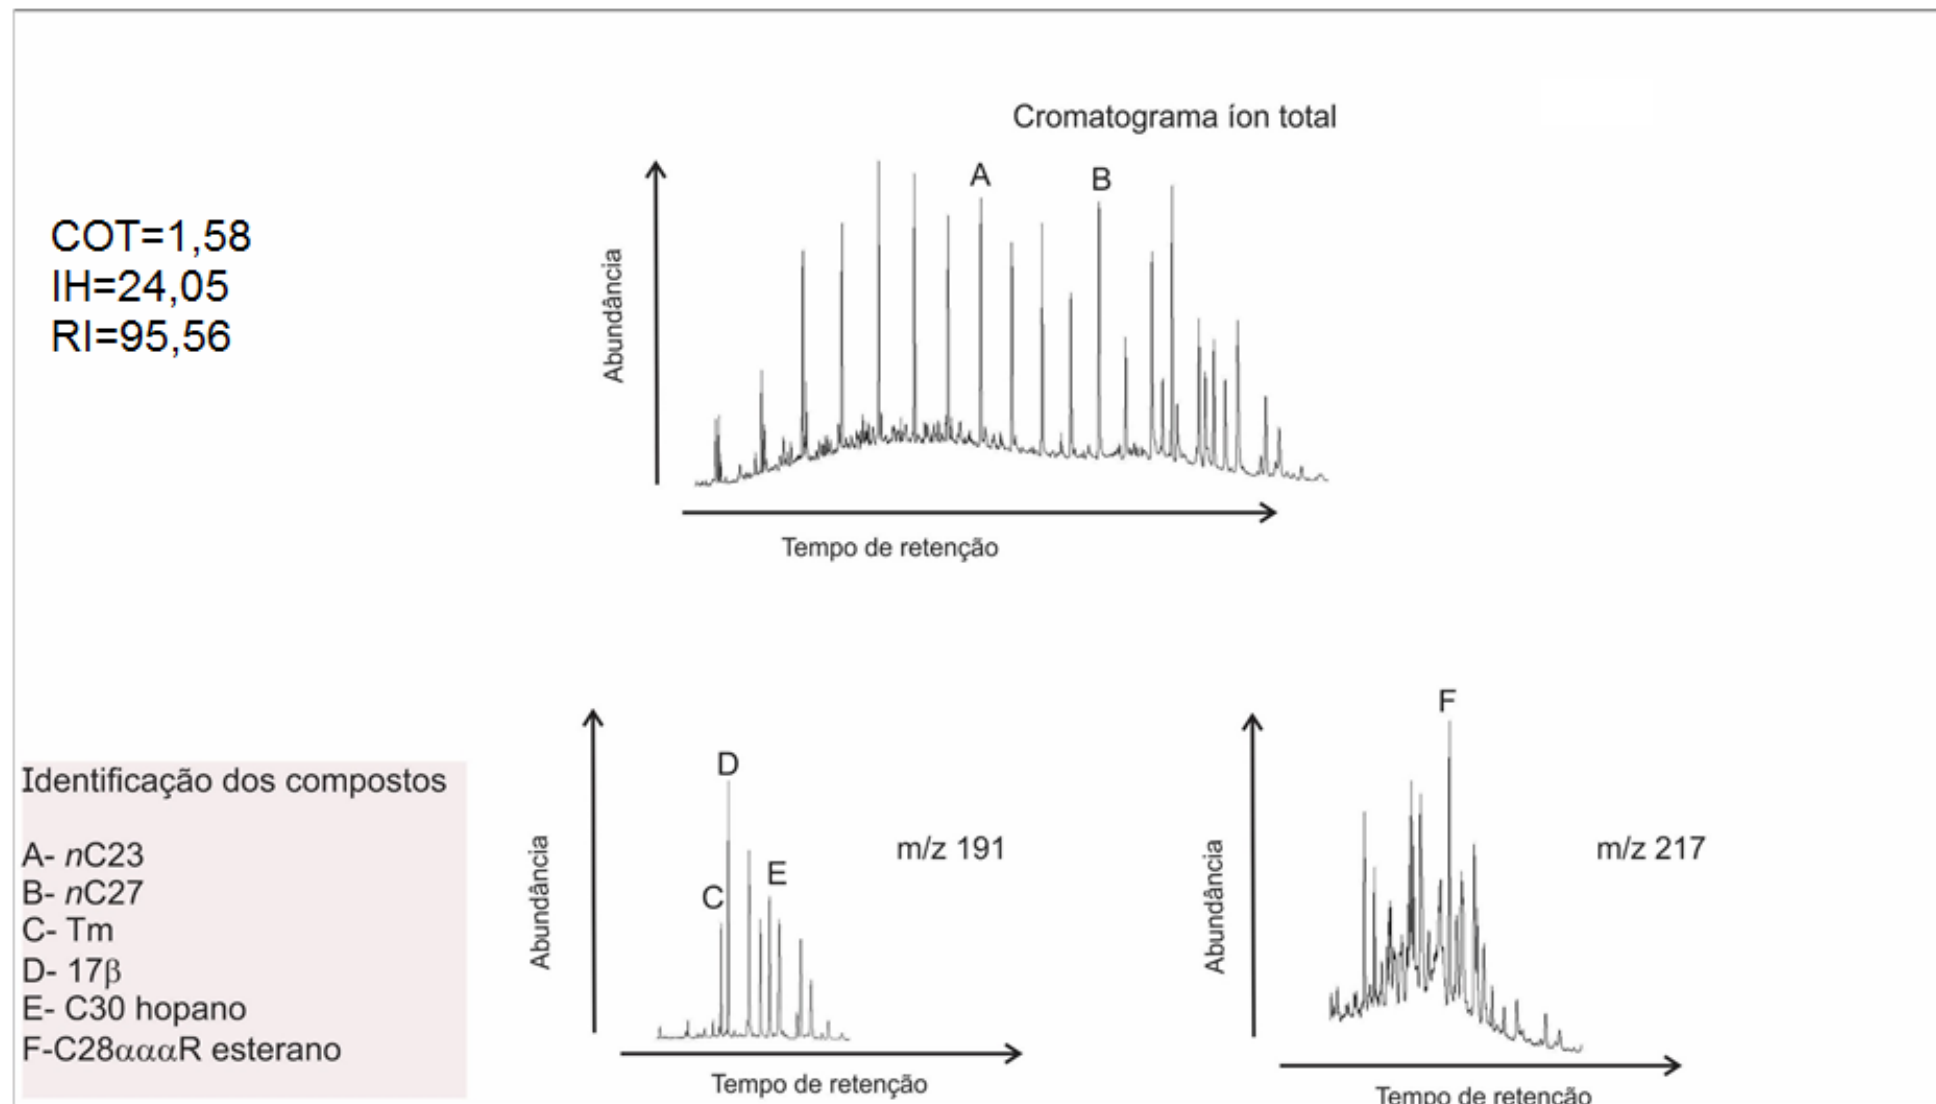 Cromatograma íon total
A
B
COT=1,58
IH=24,05
RI=95,56
Abundância
Tempo de retenção
Identificação dos compostos
A- nC23
B- nC27
C- Tm
D- 17β
E- C30 hopano
F-C28αααR esterano
D
C
E
m/z 191
Abundância
Tempo de retenção
F
m/z 217
Abundância
Tempo de retenção